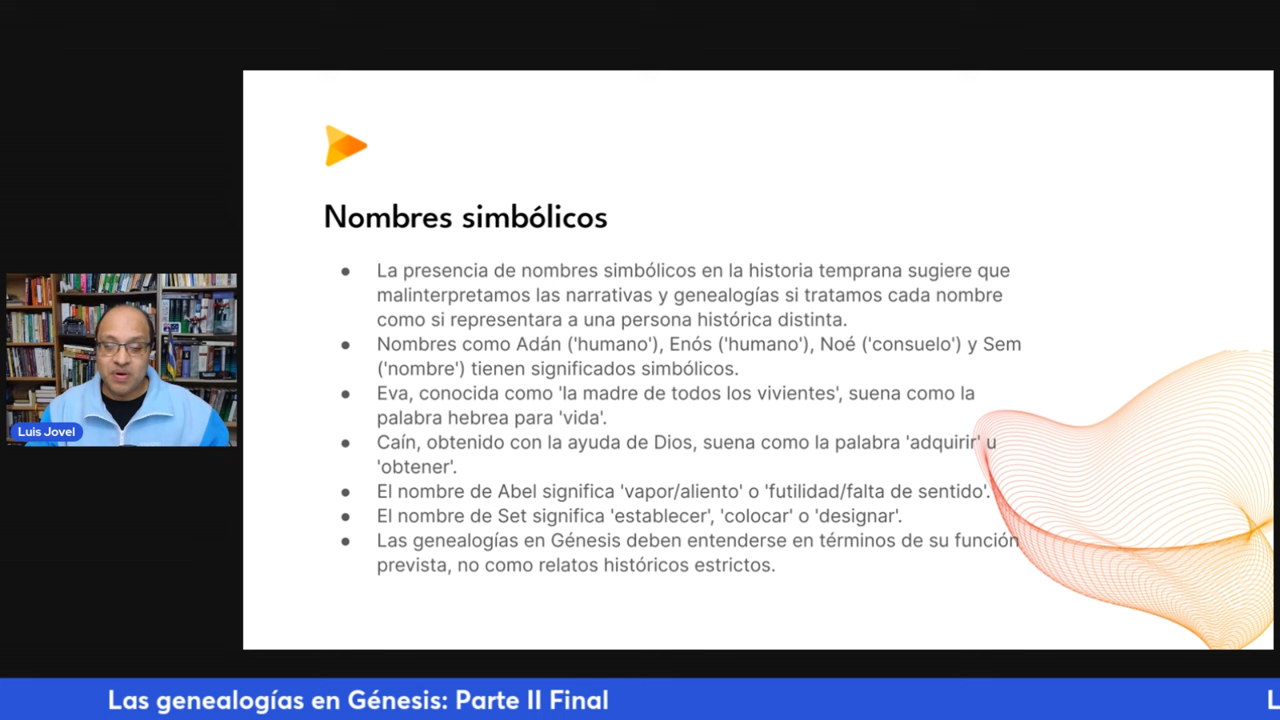 Nombres simbólicos
● La presencia de nombres simbólicos en la historia temprana sugiere que
malinterpretamos las narrativas y genealogías si tratamos cada nombre
como si representara a una persona histórica distinta.
● Nombres como Adán ('humano'), Enós ('humano'), Noé ('consuelo') y Sem
('nombre') tienen significados simbólicos.
● Eva, conocida como 'la madre de todos los vivientes', suena como la
palabra hebrea para 'vida'.
● Caín, obtenido con la ayuda de Dios, suena como la palabra 'adquirir' u
'obtener'.
● El nombre de Abel significa 'vapor/aliento' o 'futilidad/falta de sentido'.
● El nombre de Set significa 'establecer', 'colocar' o 'designar'.
● Las genealogías en Génesis deben entenderse en términos de su función
prevista, no como relatos históricos estrictos.
Luis Jovel
Las genealogías en Génesis: Parte II Final
L